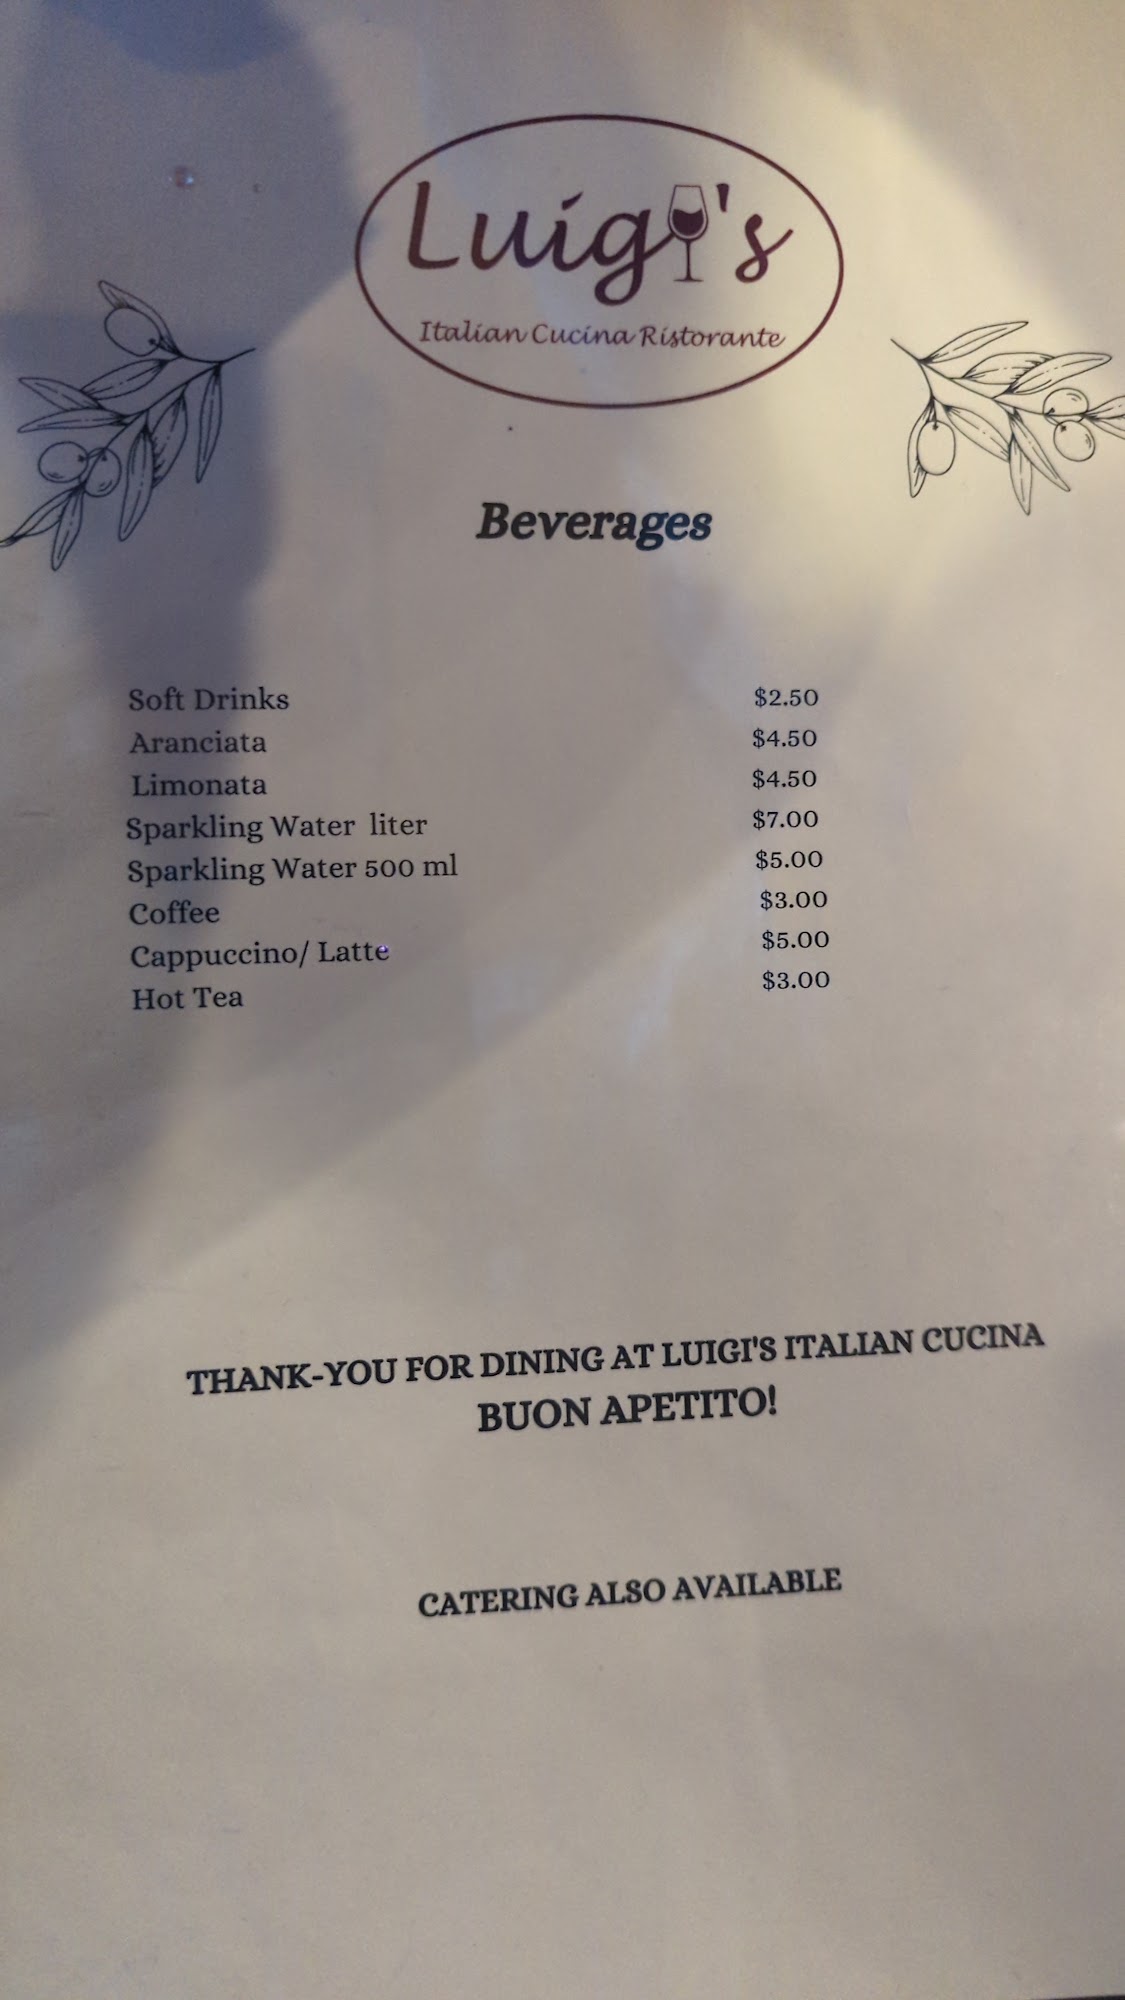 Luigi's
Italian Cucina Ristorante
Beverages
Soft Drinks $2.50
Aranciata $4.50
Limonata $4.50
Sparkling Water liter $7.00
Sparkling Water 500 ml $5.00
Coffee $3.00
Cappuccino/ Latte $5.00
Hot Tea $3.00
THANK-YOU FOR DINING AT LUIGI'S ITALIAN CUCINA
BUON APETITO!
CATERING ALSO AVAILABLE